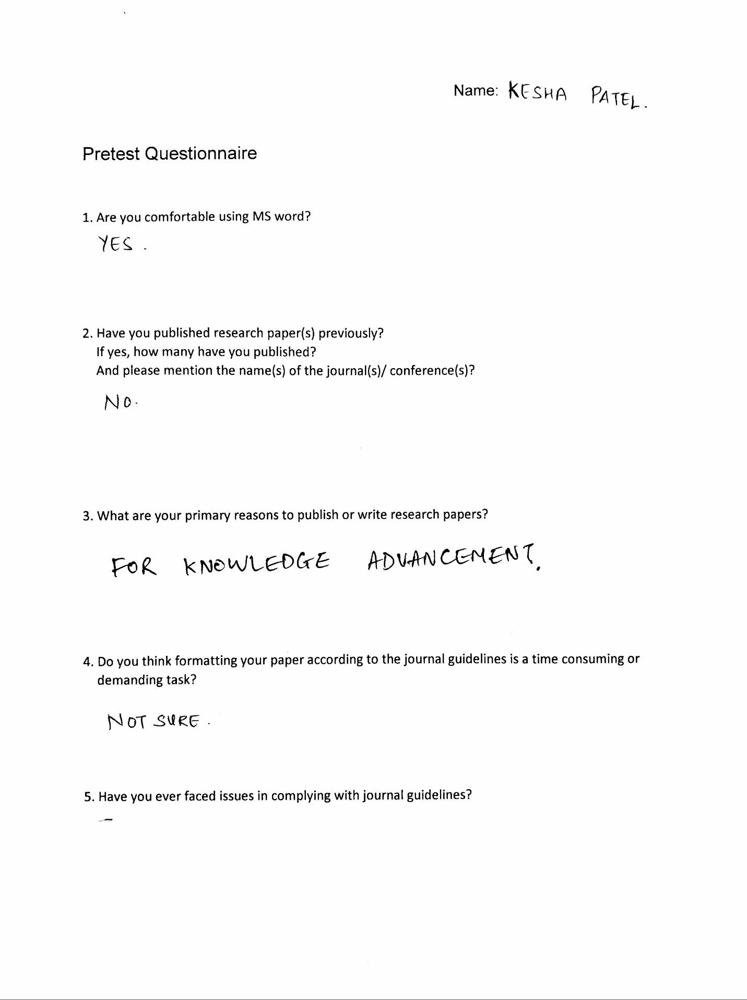 Name: KESHA PATEL.
Pretest Questionnaire
1. Are you comfortable using MS word?
YES.
2. Have you published research paper(s) previously?
If yes, how many have you published?
And please mention the name(s) of the journal(s)/ conference(s)?
NO.
3. What are your primary reasons to publish or write research papers?
FOR KNOWLEDGE ADVANCEMENT.
4. Do you think formatting your paper according to the journal guidelines is a time consuming or
demanding task?
NOT SURE.
5. Have you ever faced issues in complying with journal guidelines?
—